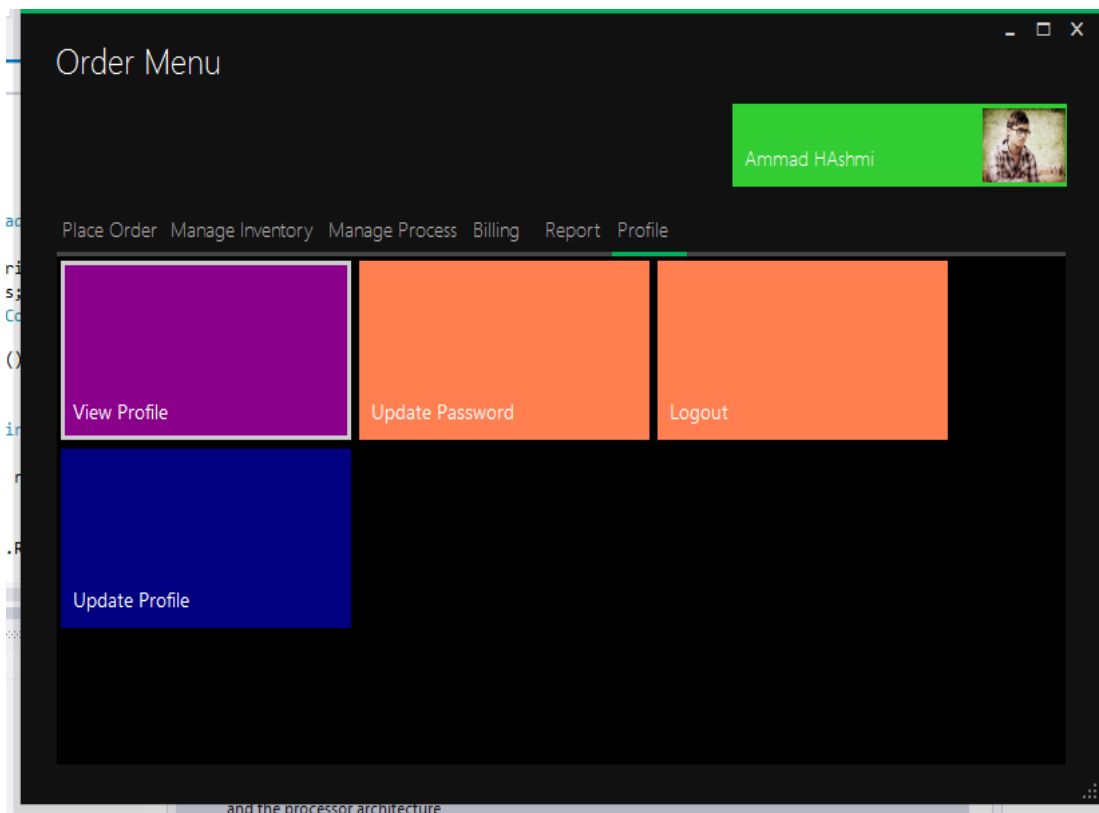 Order Menu
Ammad HAshmi
Place Order Manage Inventory Manage Process Billing Report Profile
View Profile Update Password Logout
Update Profile
s;
()
and the processor architecture